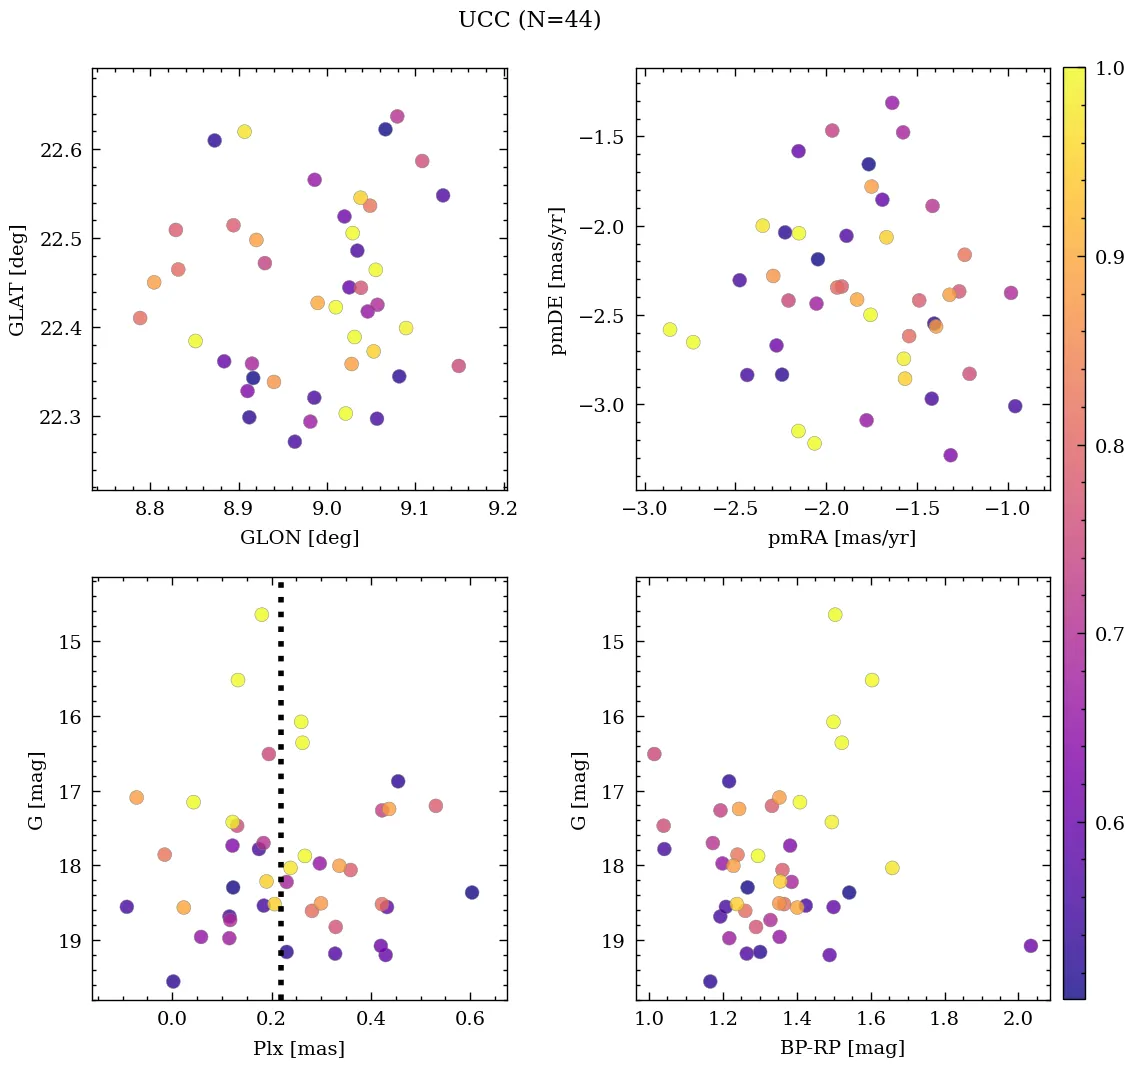 UCC (N=44)
22.6
22.5
22.4
22.3
GLAT [deg]
8.8 8.9 9.0 9.1 9.2
GLON [deg]
−1.5
−2.0
−2.5
−3.0
pmDE [mas/yr]
−3.0 −2.5 −2.0 −1.5 −1.0
pmRA [mas/yr]
15
16
17
18
19
G [mag]
0.0 0.2 0.4 0.6
Plx [mas]
15
16
17
18
19
G [mag]
1.0 1.2 1.4 1.6 1.8 2.0
BP-RP [mag]
1.0
0.9
0.8
0.7
0.6